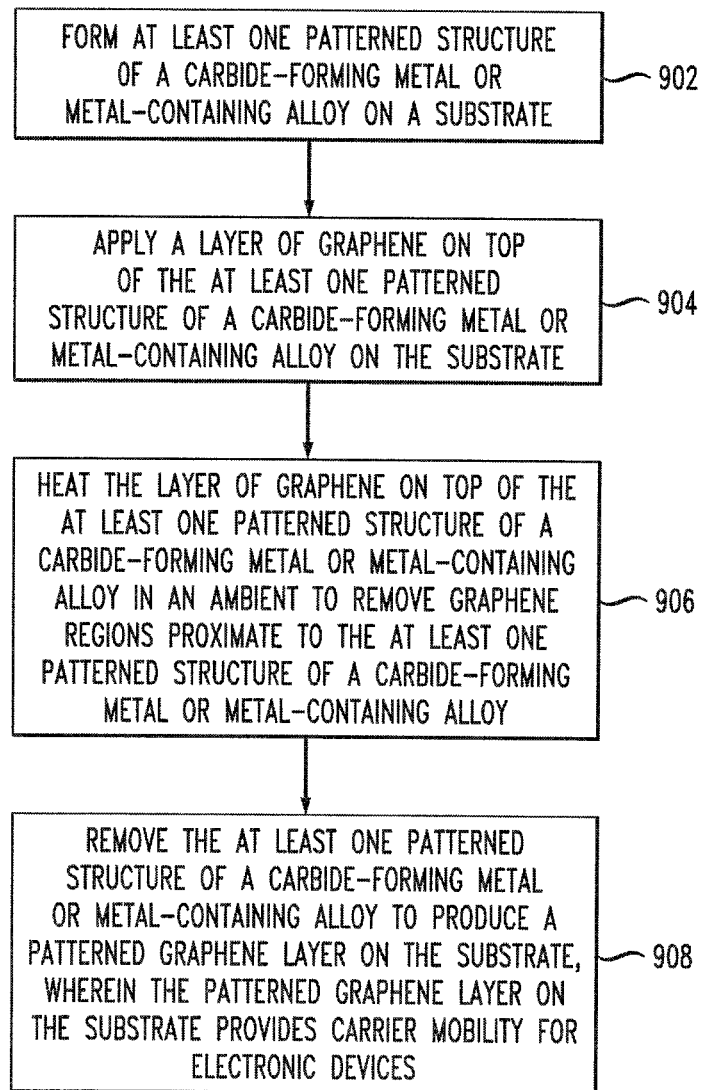 FORM AT LEAST ONE PATTERNED STRUCTURE
OF A CARBIDE-FORMING METAL OR
METAL-CONTAINING ALLOY ON A SUBSTRATE
902
APPLY A LAYER OF GRAPHENE ON TOP
OF THE AT LEAST ONE PATTERNED
STRUCTURE OF A CARBIDE-FORMING METAL OR
METAL-CONTAINING ALLOY ON THE SUBSTRATE
904
HEAT THE LAYER OF GRAPHENE ON TOP OF THE
AT LEAST ONE PATTERNED STRUCTURE OF A
CARBIDE-FORMING METAL OR METAL-CONTAINING
ALLOY IN AN AMBIENT TO REMOVE GRAPHENE
REGIONS PROXIMATE TO THE AT LEAST ONE
PATTERNED STRUCTURE OF A CARBIDE-FORMING
METAL OR METAL-CONTAINING ALLOY
906
REMOVE THE AT LEAST ONE PATTERNED
STRUCTURE OF A CARBIDE-FORMING METAL
OR METAL-CONTAINING ALLOY TO PRODUCE A
PATTERNED GRAPHENE LAYER ON THE SUBSTRATE,
WHEREIN THE PATTERNED GRAPHENE LAYER ON
THE SUBSTRATE PROVIDES CARRIER MOBILITY FOR
ELECTRONIC DEVICES
908